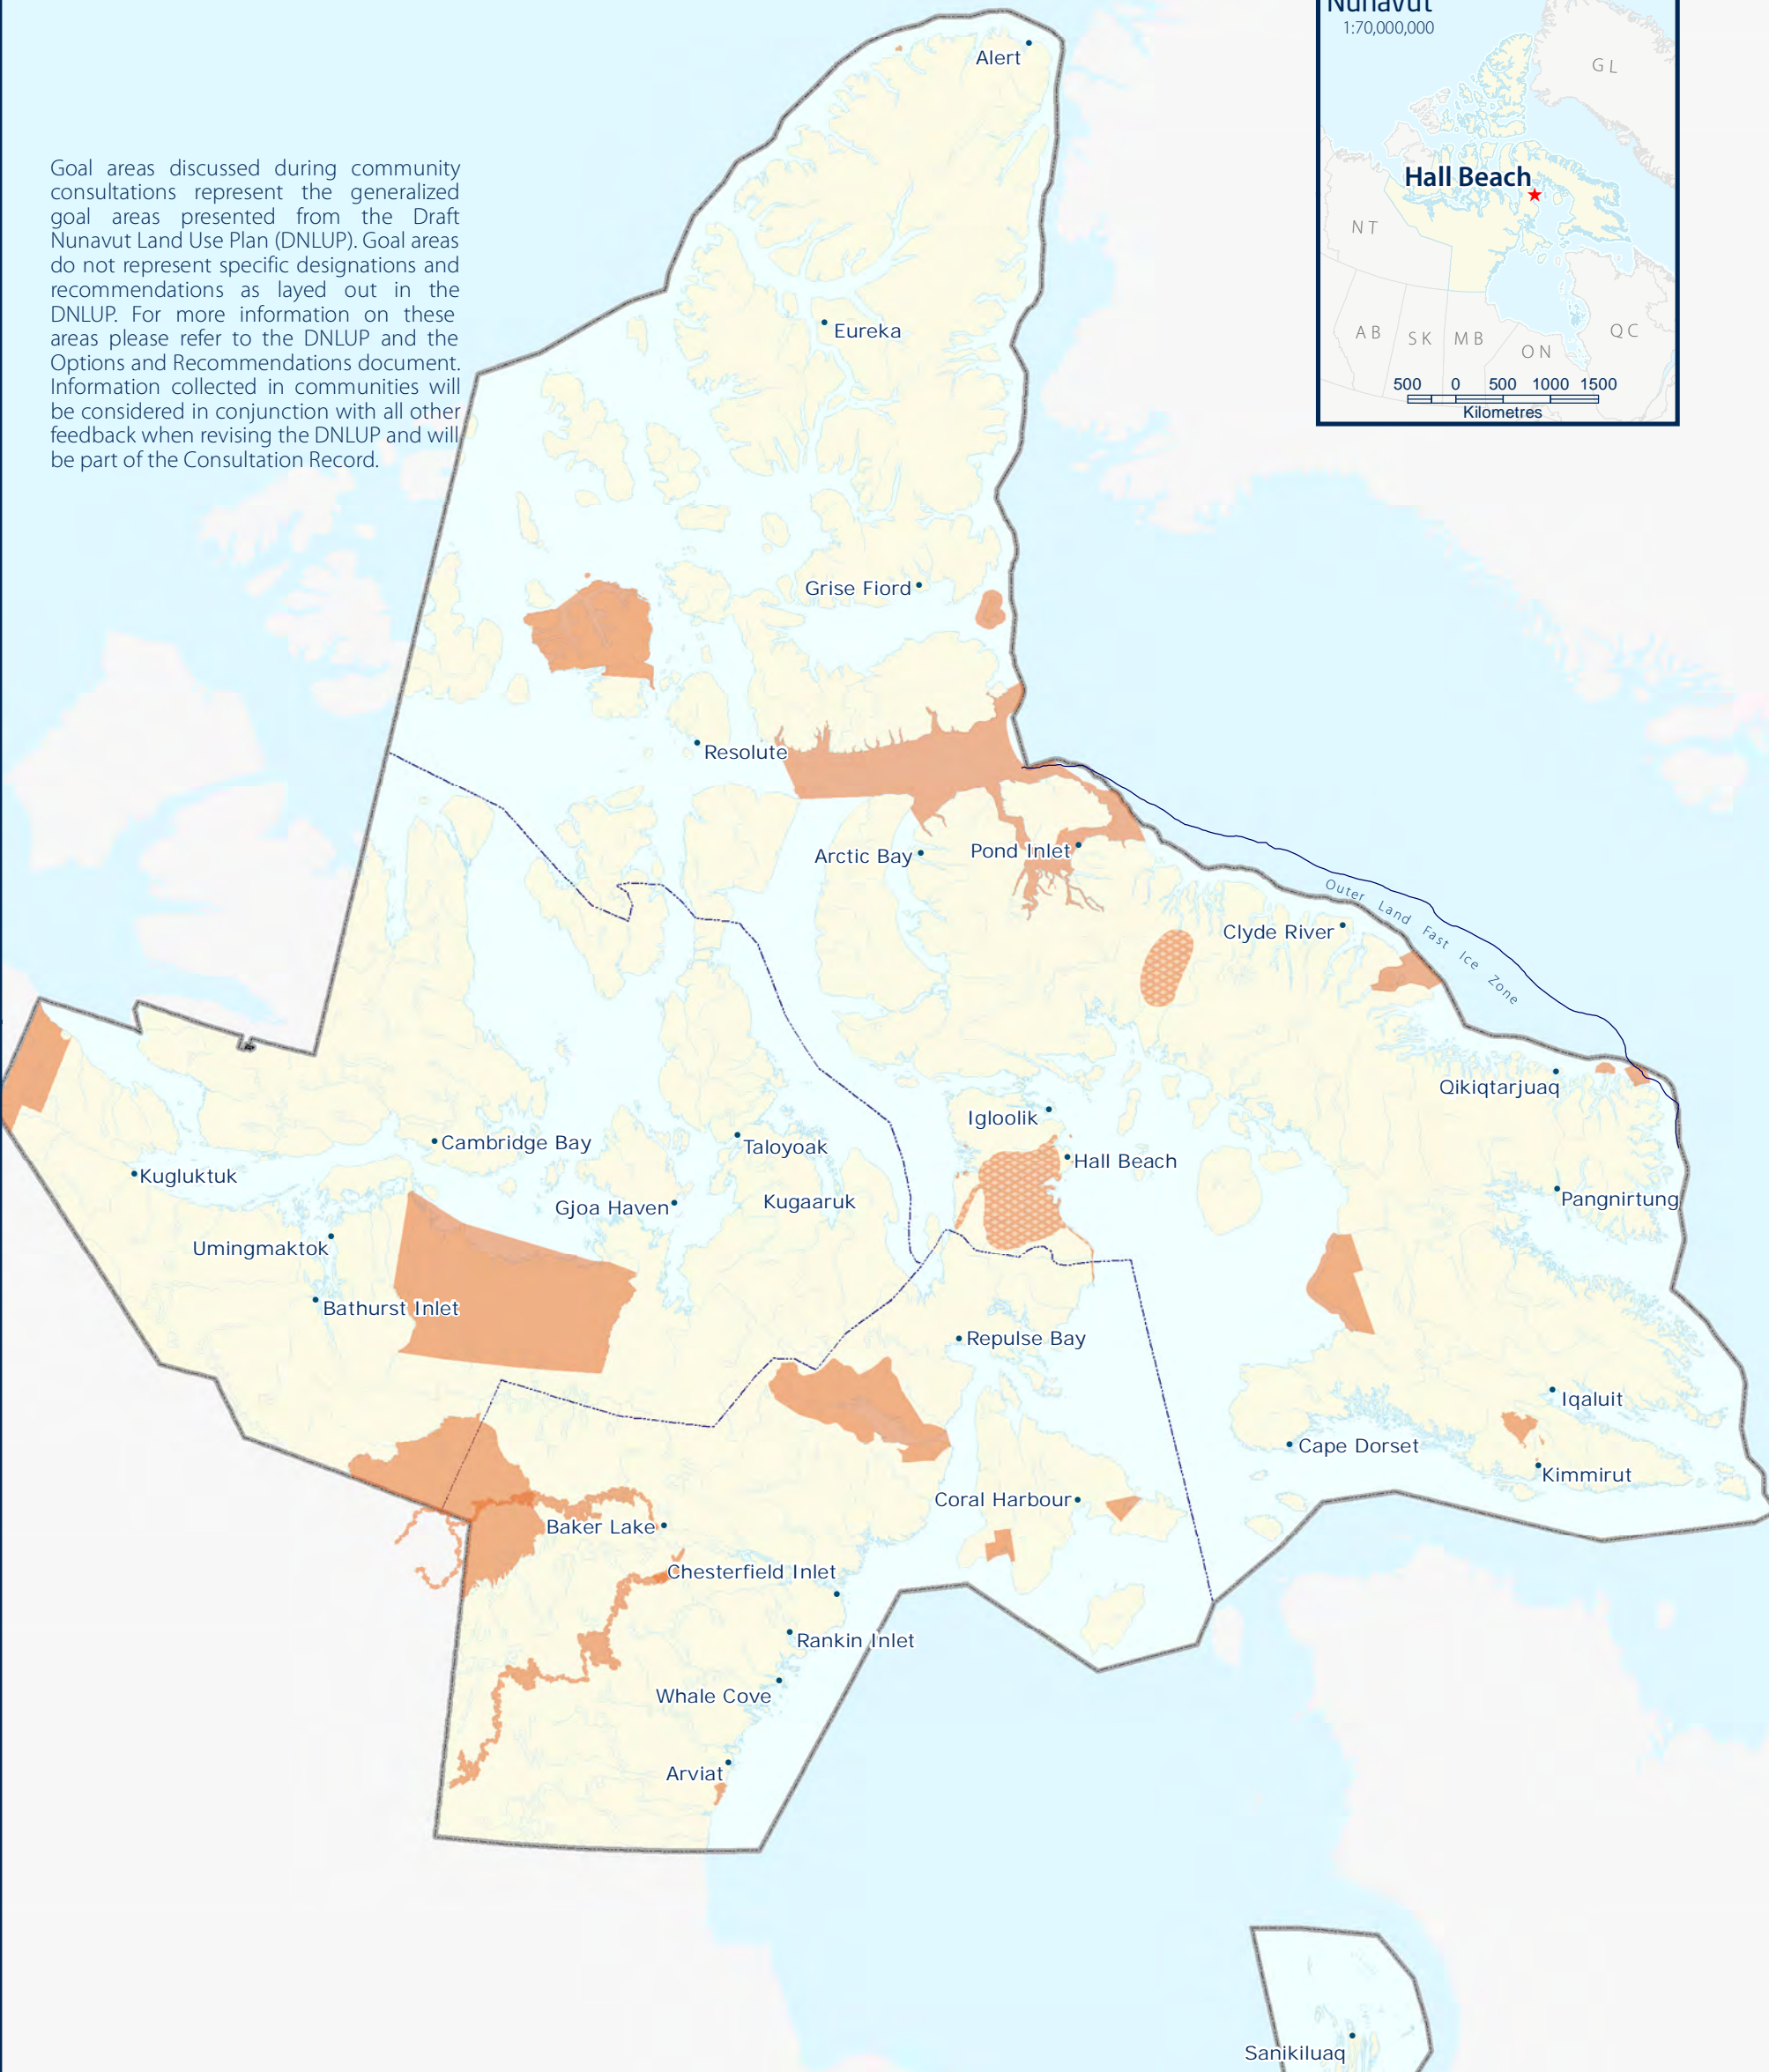 Nunavut
1:70,000,000
GL
Hall Beach
NT
AB
SK
MB
ON
QC
500 0 500 1000 1500
Kilometres
Goal areas discussed during community
consultations represent the generalized
goal areas presented from the Draft
Nunavut Land Use Plan (DNLUP). Goal areas
do not represent specific designations and
recommendations as layed out in the
DNLUP. For more information on these
areas please refer to the DNLUP and the
Options and Recommendations document.
Information collected in communities will
be considered in conjunction with all other
feedback when revising the DNLUP and will
be part of the Consultation Record.
Alert
Eureka
Grise Fiord
Resolute
Arctic Bay
Pond Inlet
Outer Land Fast Ice Zone
Clyde River
Qikiqtarjuaq
Igloolik
Cambridge Bay
Taloyoak
Hall Beach
Kugluktuk
Gjoa Haven
Kugaaruk
Pangnirtung
Umingmaktok
Bathurst Inlet
Repulse Bay
Iqaluit
Cape Dorset
Kimmirut
Coral Harbour
Baker Lake
Chesterfield Inlet
Rankin Inlet
Whale Cove
Arviat
Sanikiluaq